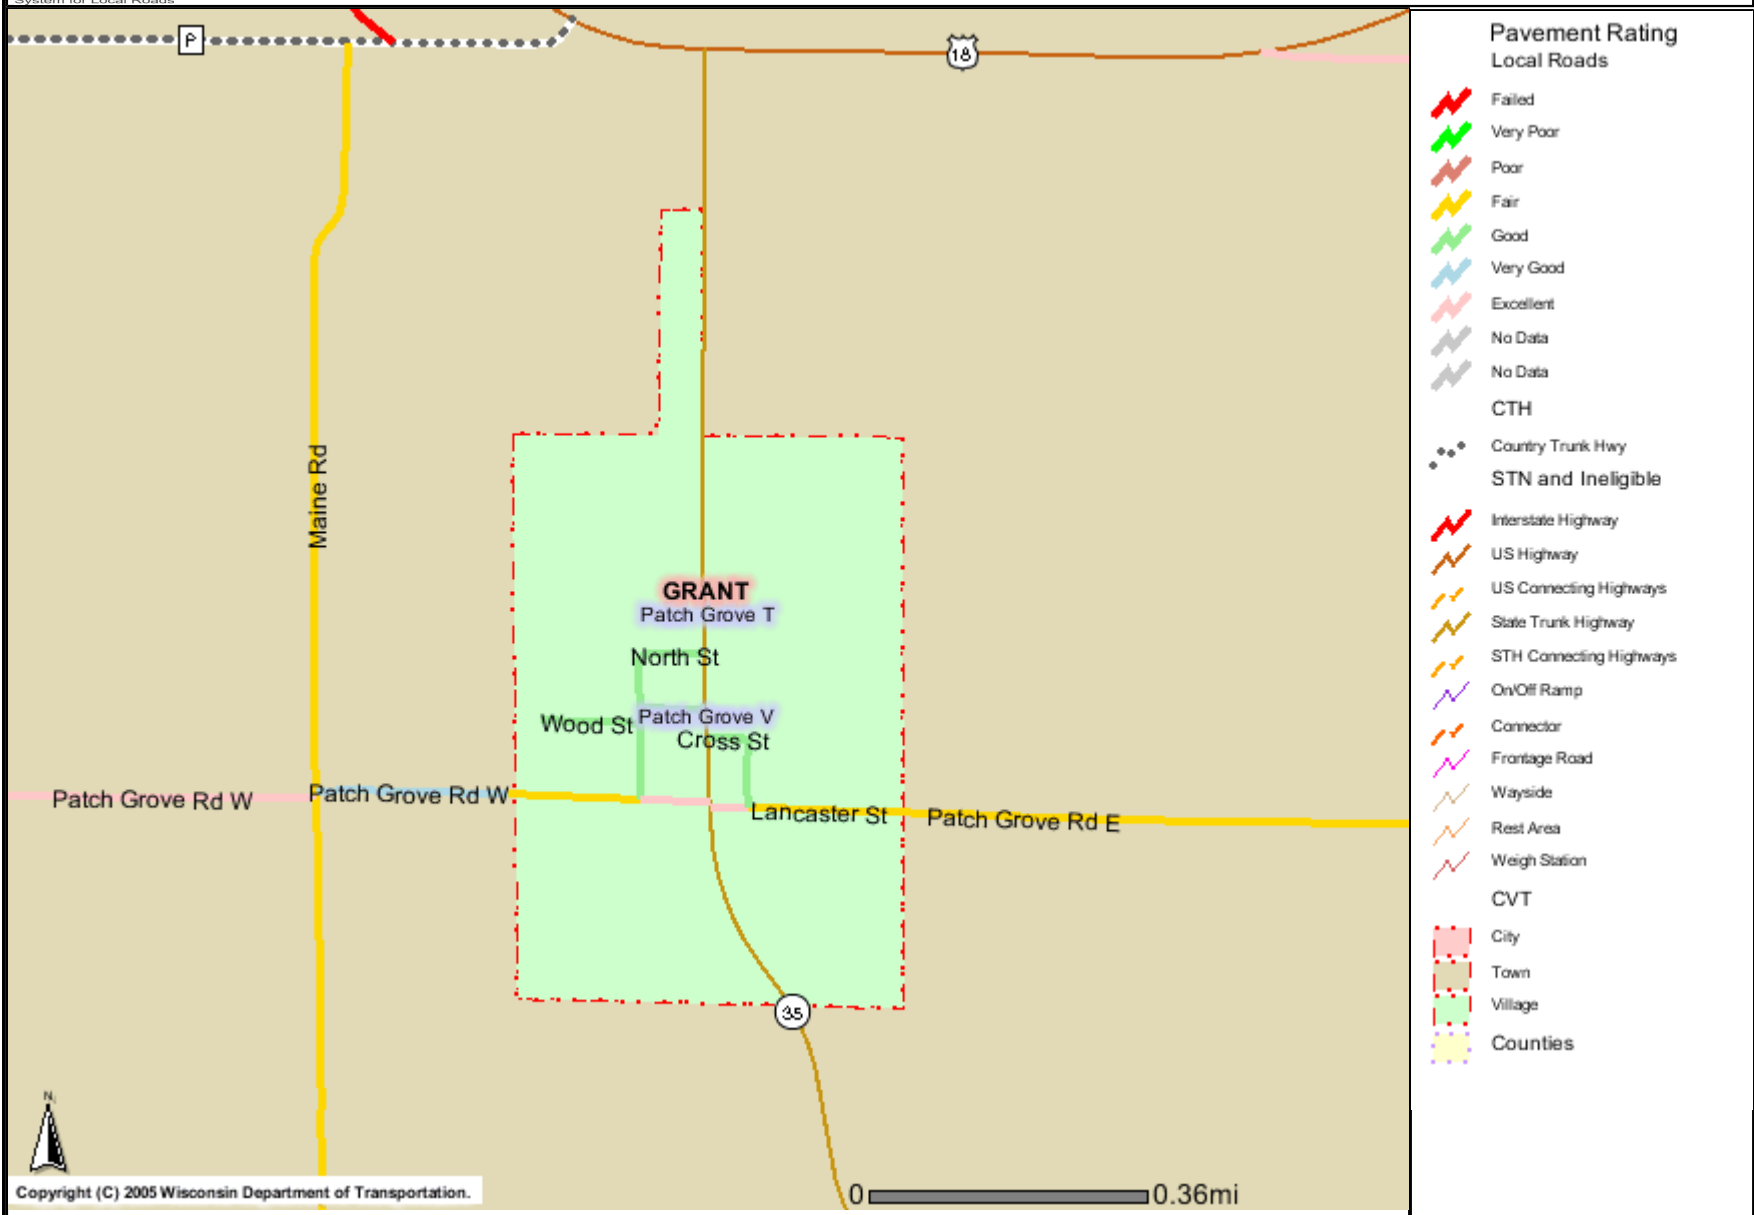 System for Local Roads
P
18
Maine Rd
GRANT
Patch Grove T
North St
Patch Grove V
Wood St
Cross St
Patch Grove Rd W
Patch Grove Rd W
Lancaster St
Patch Grove Rd E
35
N
Copyright (C) 2005 Wisconsin Department of Transportation.
0 0.36mi
Pavement Rating
Local Roads
Failed
Very Poor
Poor
Fair
Good
Very Good
Excellent
No Data
No Data
CTH
Country Trunk Hwy
STN and Ineligible
Interstate Highway
US Highway
US Connecting Highways
State Trunk Highway
STH Connecting Highways
On/Off Ramp
Connector
Frontage Road
Wayside
Rest Area
Weigh Station
CVT
City
Town
Village
Counties